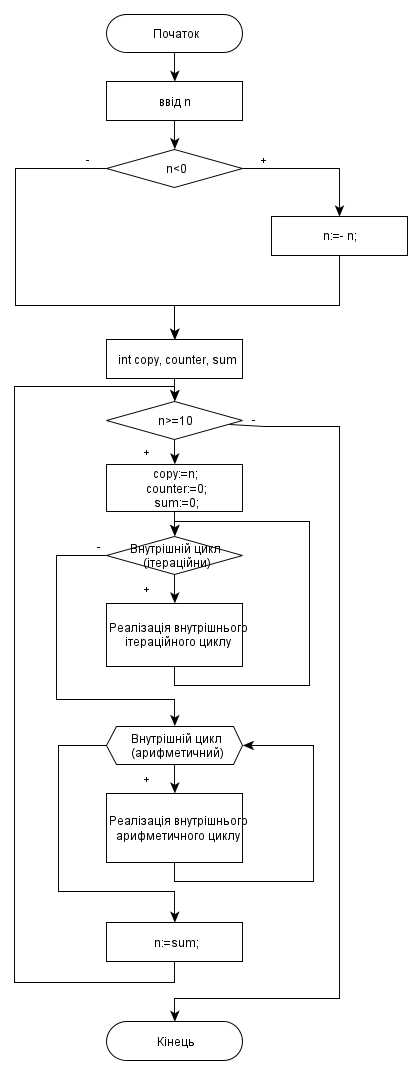 Початок
ввід n
n<0
-
+
n:=- n;
int copy, counter, sum
n>=10
-
+
copy:=n;
counter:=0;
sum:=0;
Внутрішній цикл
(ітераційни)
-
+
Реалізація внутрішнього
ітераційного циклу
Внутрішній цикл
(арифметичний)
+
Реалізація внутрішнього
арифметичного циклу
n:=sum;
Кінець